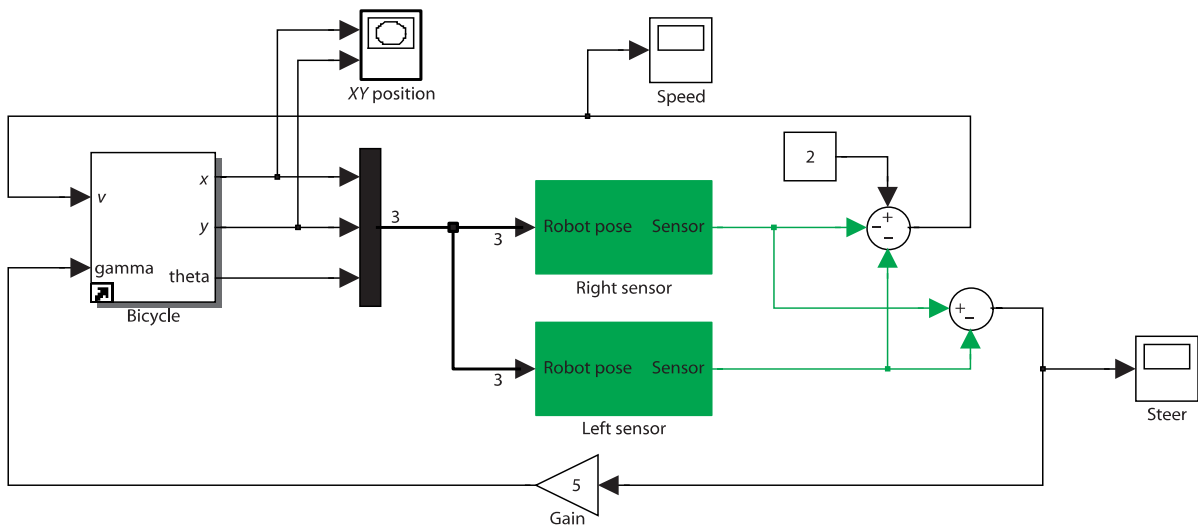 XY position
Speed
2
v
x
y
gamma
theta
Bicycle
3
3
Robot pose Sensor
Right sensor
+
−
−
+
−
3
Robot pose Sensor
Left sensor
Steer
5
Gain